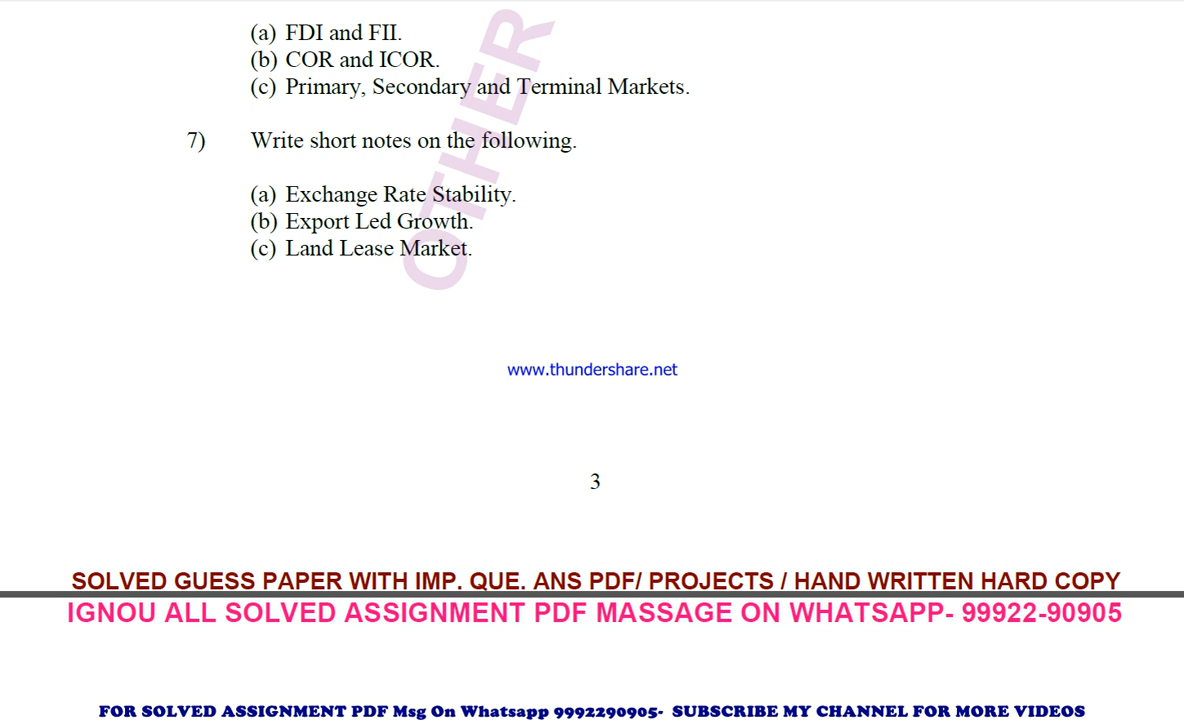 (a) FDI and FII.
(b) COR and ICOR.
(c) Primary, Secondary and Terminal Markets.
7) Write short notes on the following.
(a) Exchange Rate Stability.
(b) Export Led Growth.
(c) Land Lease Market.
OTHER
www.thundershare.net
3
SOLVED GUESS PAPER WITH IMP. QUE. ANS PDF/ PROJECTS / HAND WRITTEN HARD COPY
IGNOU ALL SOLVED ASSIGNMENT PDF MASSAGE ON WHATSAPP- 99922-90905
FOR SOLVED ASSIGNMENT PDF Msg On Whatsapp 9992290905- SUBSCRIBE MY CHANNEL FOR MORE VIDEOS